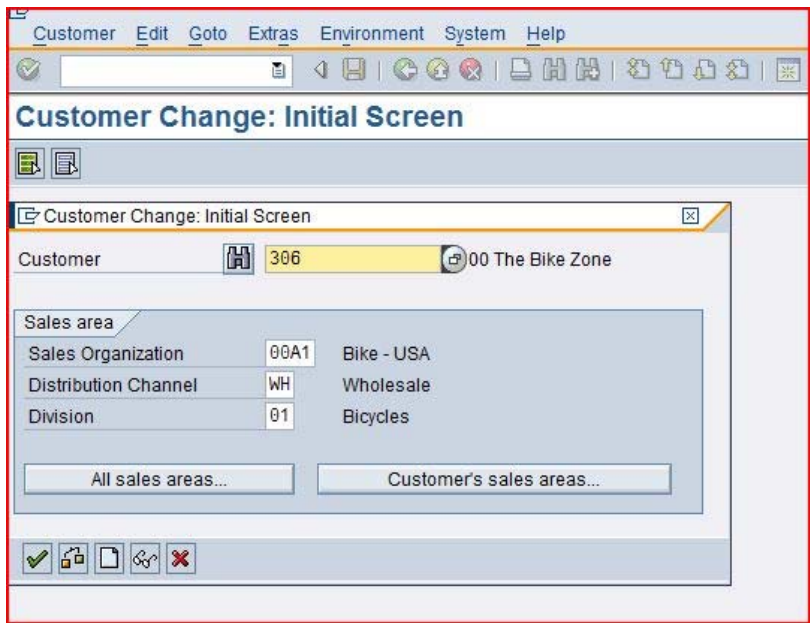 Customer Edit Goto Extras Environment System Help
Customer Change: Initial Screen
Customer Change: Initial Screen
Customer 306 00 The Bike Zone
Sales area
Sales Organization 00A1 Bike - USA
Distribution Channel WH Wholesale
Division 01 Bicycles
All sales areas... Customer's sales areas...